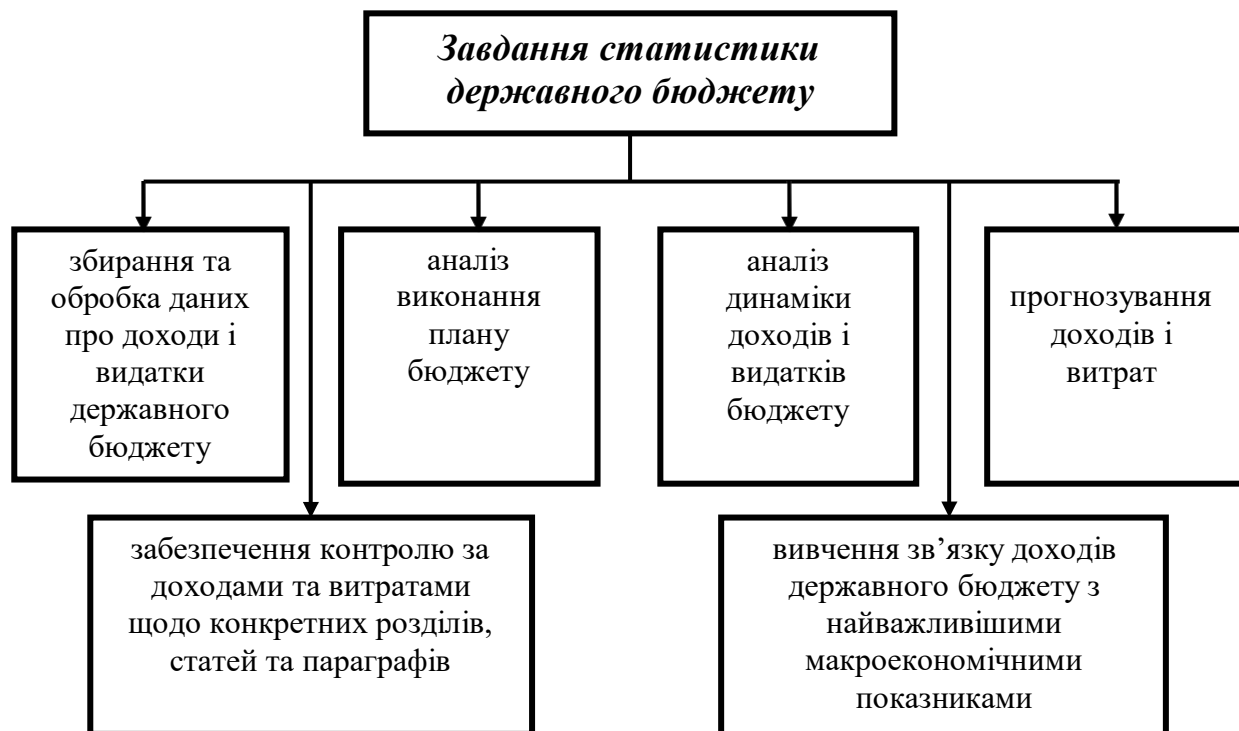 Завдання статистики
державного бюджету
збирання та
обробка даних
про доходи і
видатки
державного
бюджету
аналіз
виконання
плану
бюджету
аналіз
динаміки
доходів і
видатків
бюджету
прогнозування
доходів і
витрат
забезпечення контролю за
доходами та витратами
щодо конкретних розділів,
статей та параграфів
вивчення зв’язку доходів
державного бюджету з
найважливішими
макроекономічними
показниками